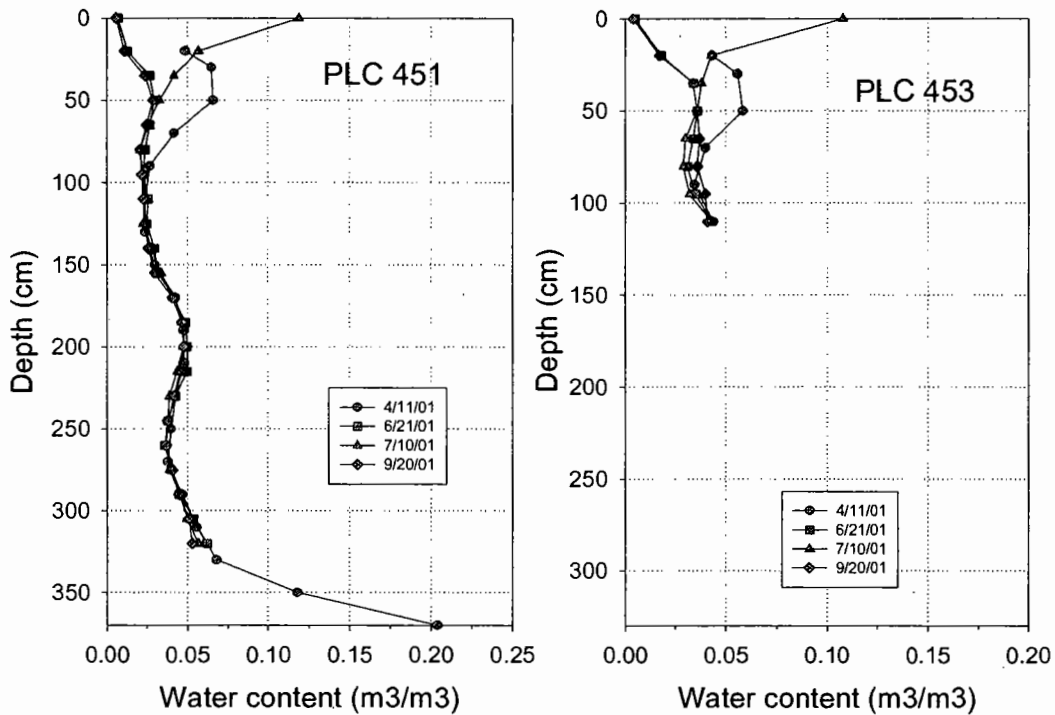 PLC 451
0
50
100
150
200
250
300
350
Depth (cm)
4/11/01
6/21/01
7/10/01
9/20/01
0.00 0.05 0.10 0.15 0.20 0.25
Water content (m3/m3)
PLC 453
0
50
100
150
200
250
300
Depth (cm)
4/11/01
6/21/01
7/10/01
9/20/01
0.00 0.05 0.10 0.15 0.20
Water content (m3/m3)